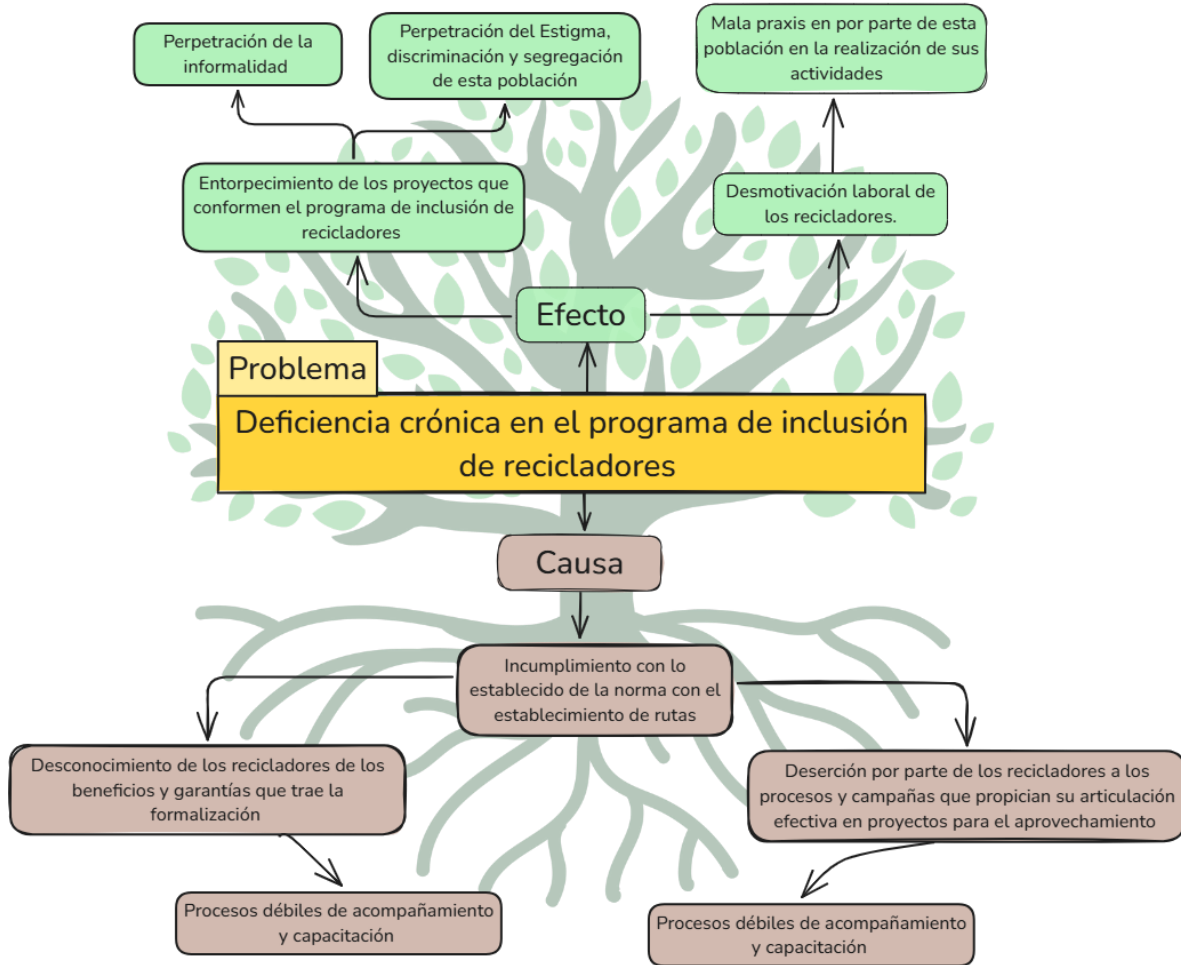 Perpetración de la
informalidad
Perpetración del Estigma,
discriminación y segregación
de esta población
Mala praxis en por parte de esta
población en la realización de sus
actividades
Entorpecimiento de los proyectos que
conformen el programa de inclusión de
recicladores
Desmotivación laboral de
los recicladores.
Efecto
Problema
Deficiencia crónica en el programa de inclusión
de recicladores
Causa
Incumplimiento con lo
establecido de la norma con el
establecimiento de rutas
Desconocimiento de los recicladores de los
beneficios y garantías que trae la
formalización
Deserción por parte de los recicladores a los
procesos y campañas que propician su articulación
efectiva en proyectos para el aprovechamiento
Procesos débiles de acompañamiento
y capacitación
Procesos débiles de acompañamiento
y capacitación